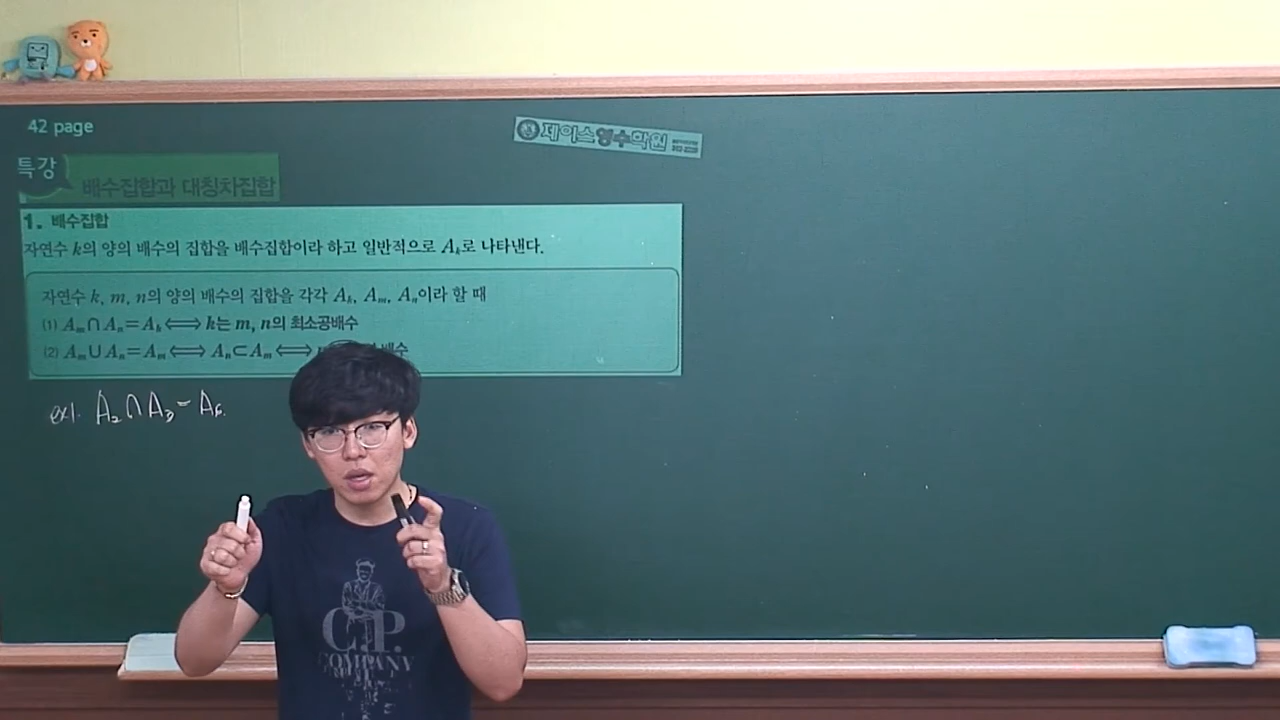 42 page
제이스영수학원
특강
배수집합과 대칭차집합
1. 배수집합
자연수 k의 양의 배수의 집합을 배수집합이라 하고 일반적으로 Aₖ로 나타낸다.
자연수 k, m, n의 양의 배수의 집합을 각각 Aₖ, Aₘ, Aₙ이라 할 때
(1) Aₘ∩Aₙ=Aₖ ⟺ k는 m, n의 최소공배수
(2) Aₘ∪Aₙ=Aₘ ⟺ Aₙ⊂Aₘ ⟺ 배수
ex1. A₂∩A₃=A₆.
C.P.
COMPANY